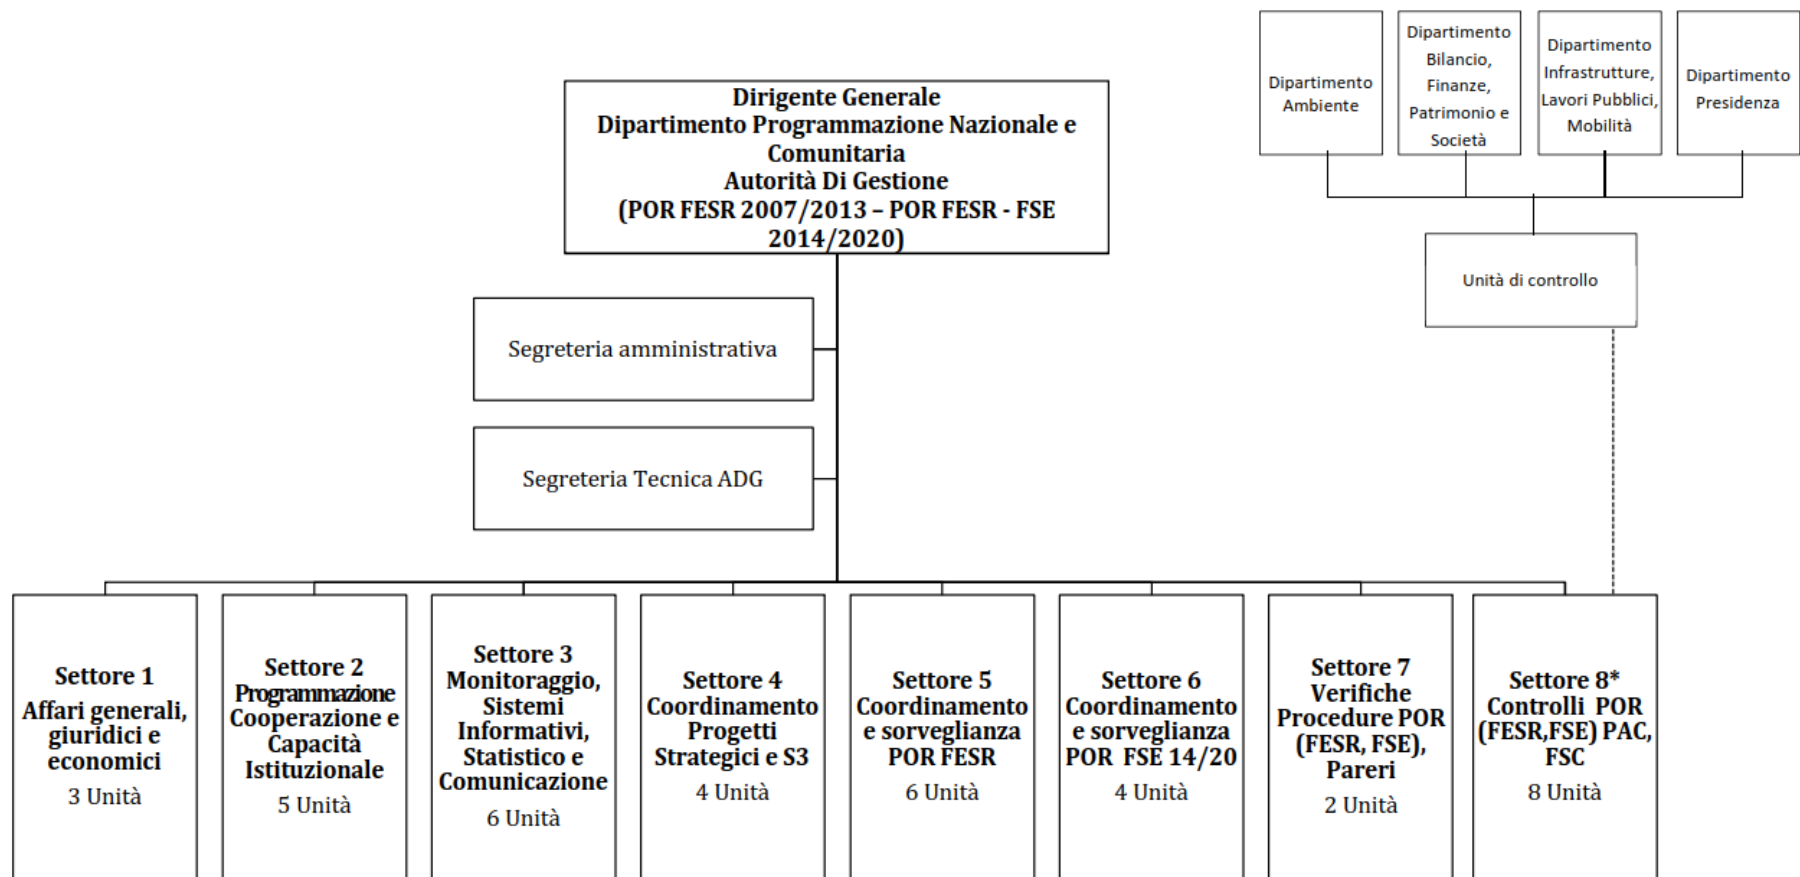 Dirigente Generale
Dipartimento Programmazione Nazionale e
Comunitaria
Autorità Di Gestione
(POR FESR 2007/2013 – POR FESR - FSE
2014/2020)
Dipartimento
Ambiente
Dipartimento
Bilancio,
Finanze,
Patrimonio e
Società
Dipartimento
Infrastrutture,
Lavori Pubblici,
Mobilità
Dipartimento
Presidenza
Unità di controllo
Segreteria amministrativa
Segreteria Tecnica ADG
Settore 1
Affari generali,
giuridici e
economici
3 Unità
Settore 2
Programmazione
Cooperazione e
Capacità
Istituzionale
5 Unità
Settore 3
Monitoraggio,
Sistemi
Informativi,
Statistico e
Comunicazione
6 Unità
Settore 4
Coordinamento
Progetti
Strategici e S3
4 Unità
Settore 5
Coordinamento
e sorveglianza
POR FESR
6 Unità
Settore 6
Coordinamento
e sorveglianza
POR FSE 14/20
4 Unità
Settore 7
Verifiche
Procedure POR
(FESR, FSE),
Pareri
2 Unità
Settore 8*
Controlli POR
(FESR,FSE) PAC,
FSC
8 Unità